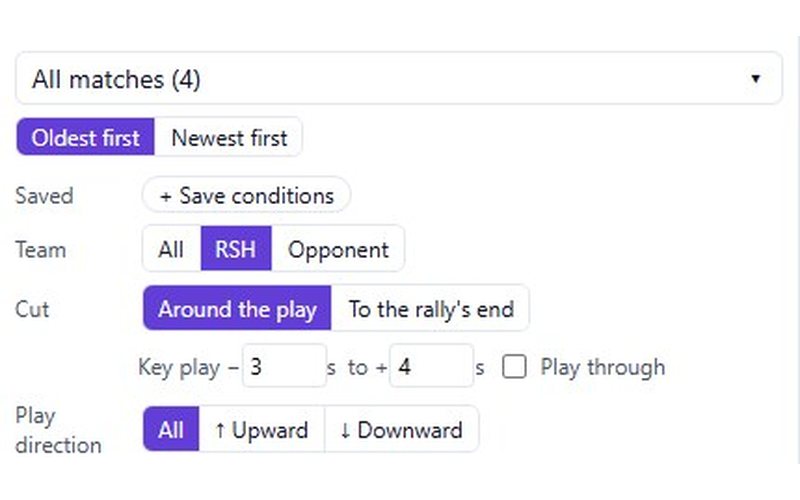 All matches (4) ▼
Oldest first Newest first
Saved + Save conditions
Team All RSH Opponent
Cut Around the play To the rally's end
Key play − 3 s to + 4 s Play through
Play direction All ↑ Upward ↓ Downward